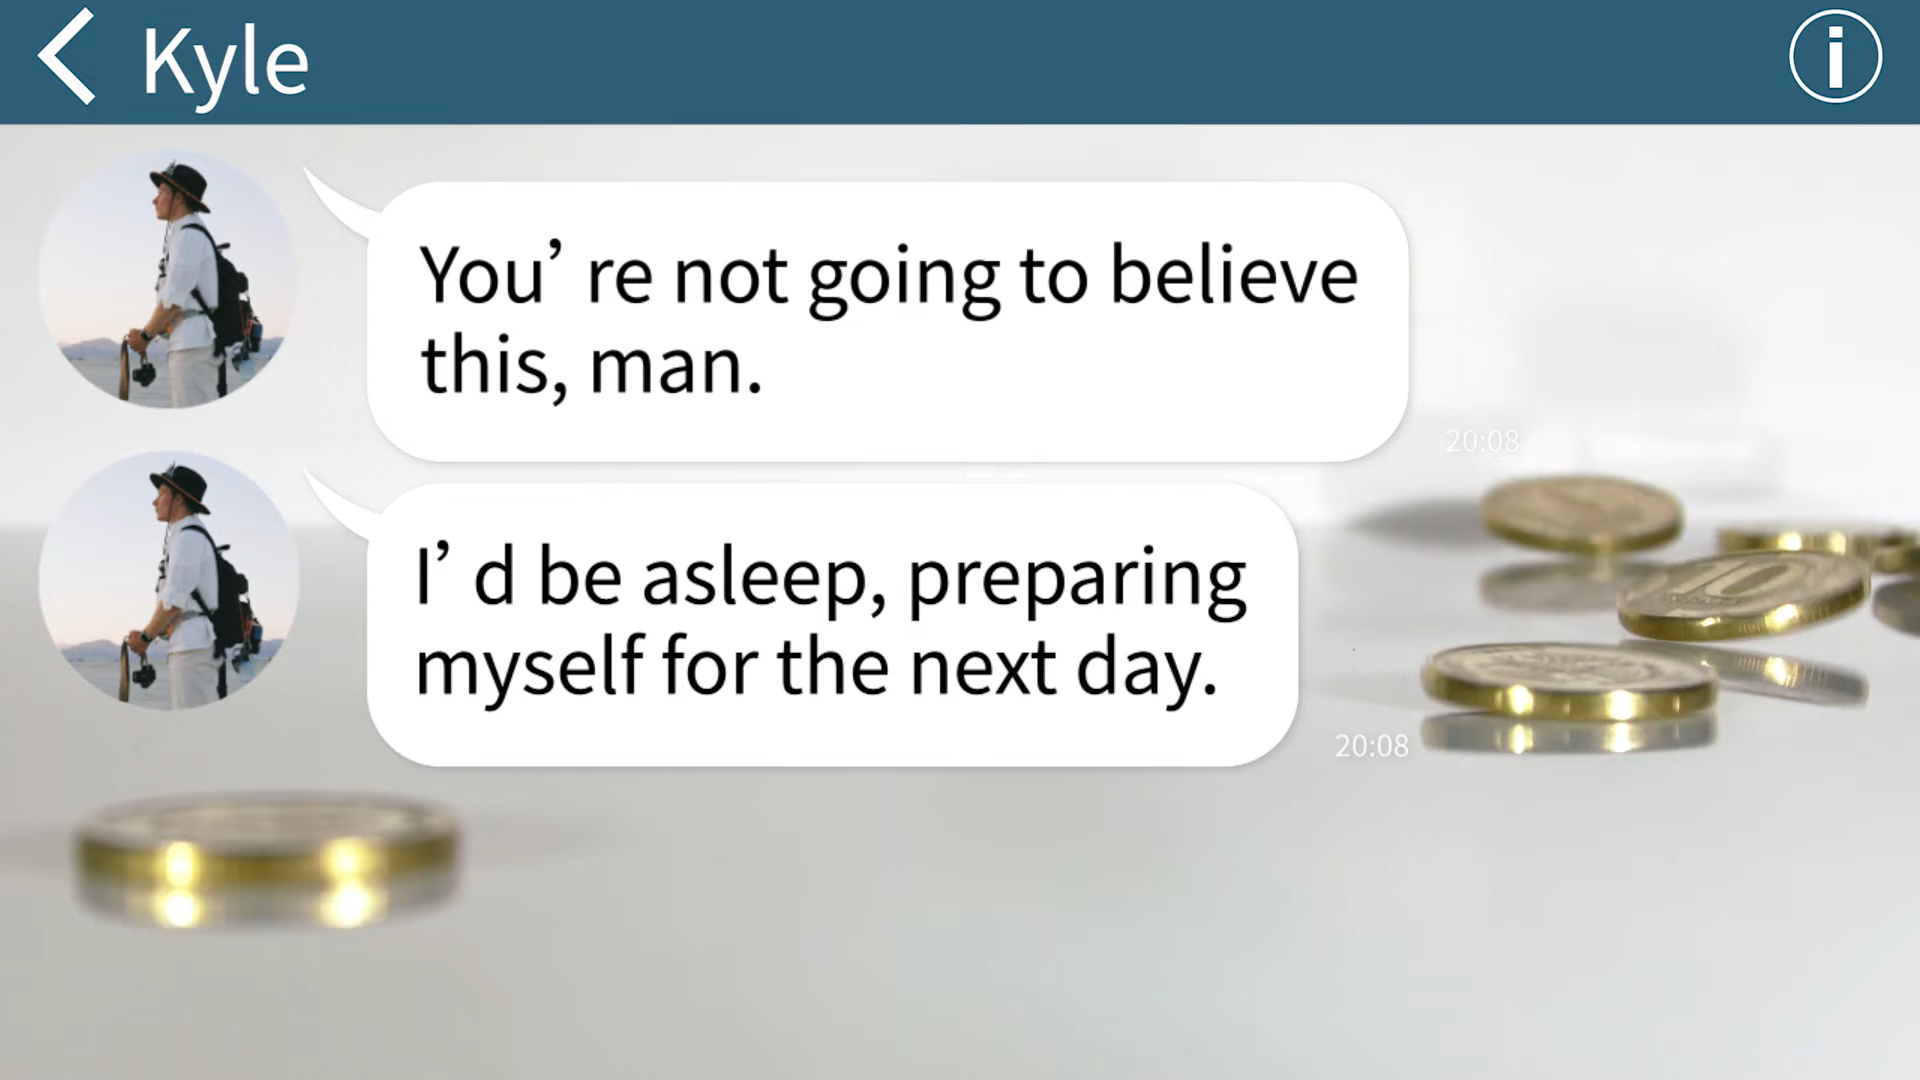 Kyle
You’ re not going to believe
this, man.
20:08
I’ d be asleep, preparing
myself for the next day.
20:08
10